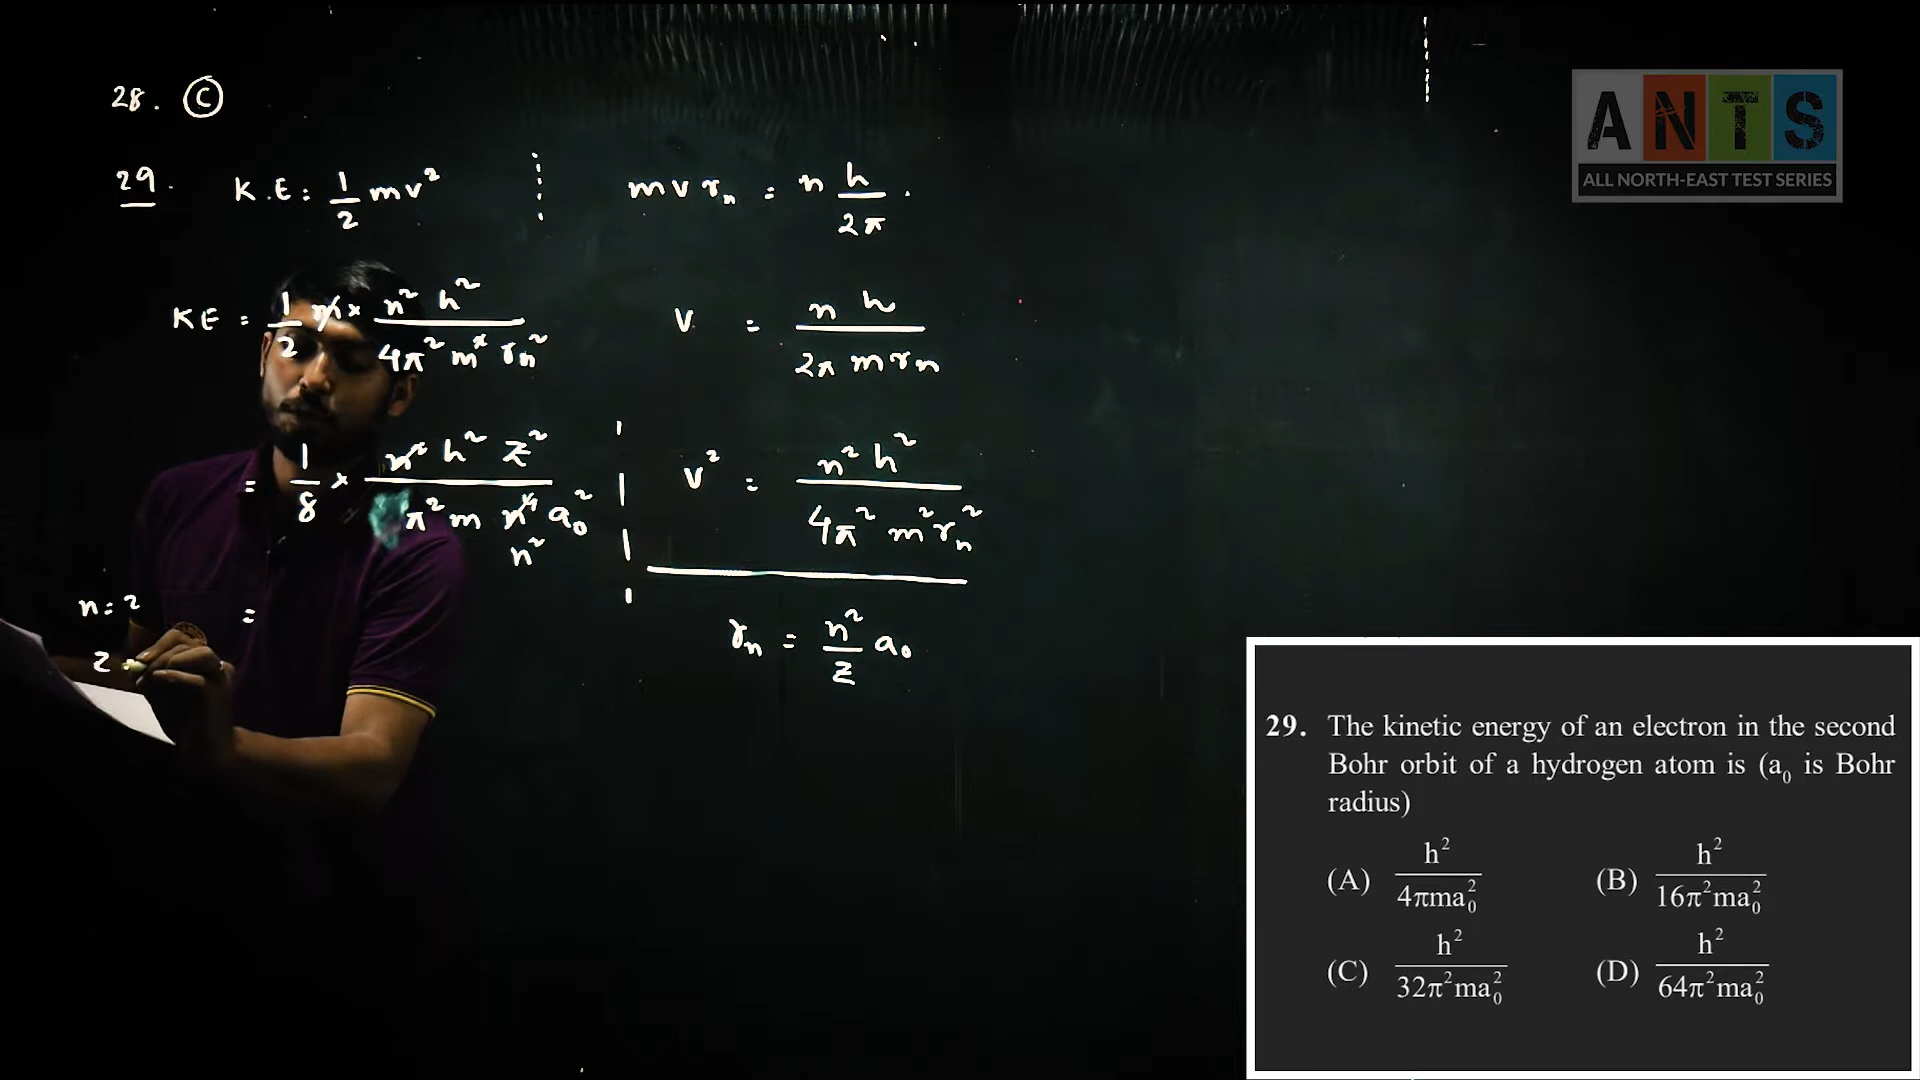 28. (C)
29. K.E = 1/2 mv² mvrₙ = n h/2π.
KE = 1/2 m × n² h² / 4π² m² rₙ² v = n h / 2π m rn
= 1/8 × n² h² z² / π² m n⁴ a₀² v² = n² h² / 4π² m² rₙ²
n²
n = 2 =
z = rₙ = n²/z a₀
ANTS
ALL NORTH-EAST TEST SERIES
29. The kinetic energy of an electron in the second
Bohr orbit of a hydrogen atom is (a₀ is Bohr
radius)
(A) h² / 4πma₀² (B) h² / 16π²ma₀²
(C) h² / 32π²ma₀² (D) h² / 64π²ma₀²